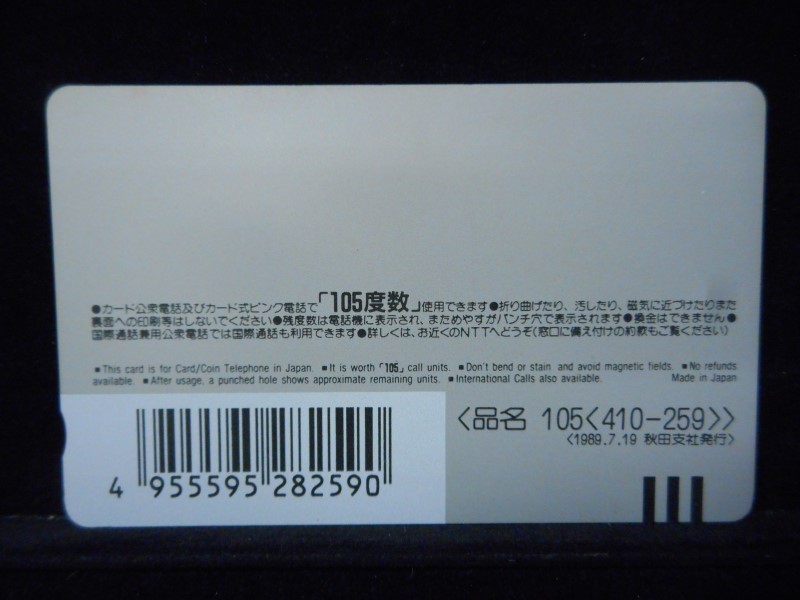 ●カード公衆電話及びカード式ピンク電話で「105度数」使用できます●折り曲げたり、汚したり、磁気に近づけたりまた
裏面への印刷等はしないでください●残度数は電話機に表示され、まためやすがパンチ穴で表示されます●換金はできません●
国際通話兼用公衆電話では国際通話も利用できます●詳しくは、お近くのNTTへどうぞ(窓口に備え付けの約款もご覧ください)
■This card is for Card/Coin Telephone in Japan. ■It is worth「105」call units. ■Don't bend or stain and avoid magnetic fields. ■No refunds
available. ■After usage, a punched hole shows approximate remaining units. ■International Calls also available. Made in Japan
<品名 105<410-259>>
<1989.7.19 秋田支社発行>
4 955595 282590